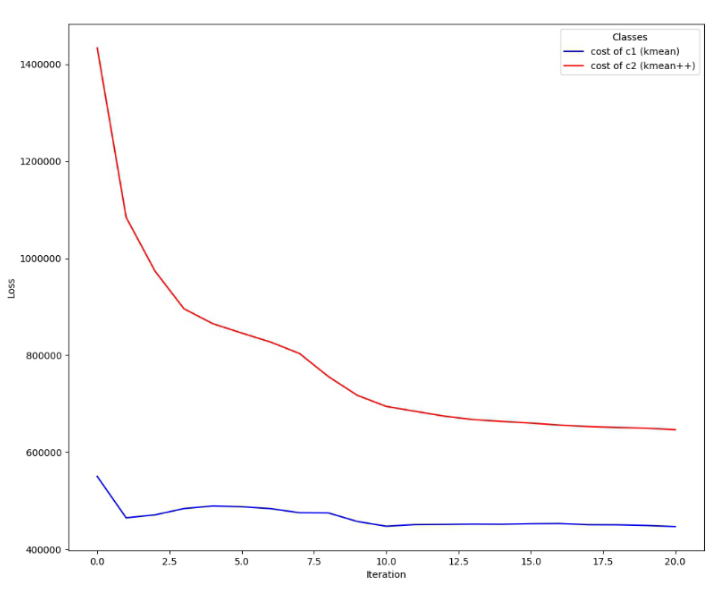 Classes
cost of c1 (kmean)
cost of c2 (kmean++)
1400000
1200000
1000000
800000
600000
400000
Loss
0.0 2.5 5.0 7.5 10.0 12.5 15.0 17.5 20.0
Iteration